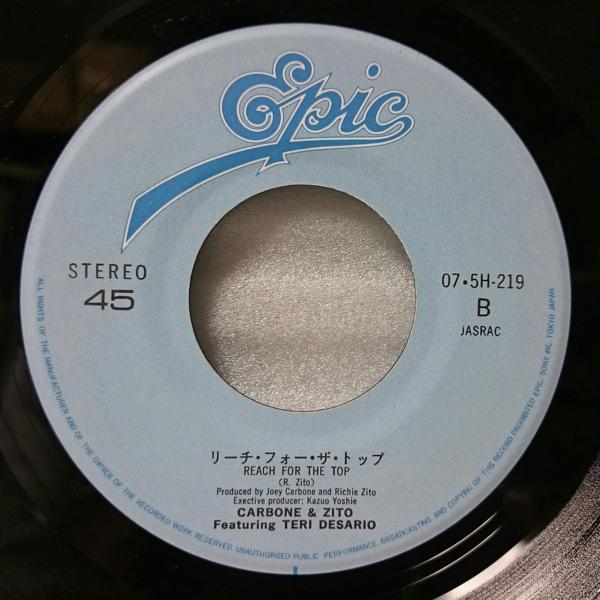 Epic
STEREO
45
07•5H-219
B
JASRAC
リーチ・フォー・ザ・トップ
REACH FOR THE TOP
(R. Zito)
Produced by Joey Carbone and Richie Zito
Exective producer: Kazuo Yoshie
CARBONE & ZITO
Featuring TERI DESARIO
ALL RIGHTS OF THE MANUFACTURER AND OF THE OWNER OF THE RECORDED WORK RESERVED. UNAUTHORIZED PUBLIC PERFORMANCE, BROADCASTING AND COPYING OF THIS RECORD PROHIBITED EPIC. SONY INC. TOKYO JAPAN